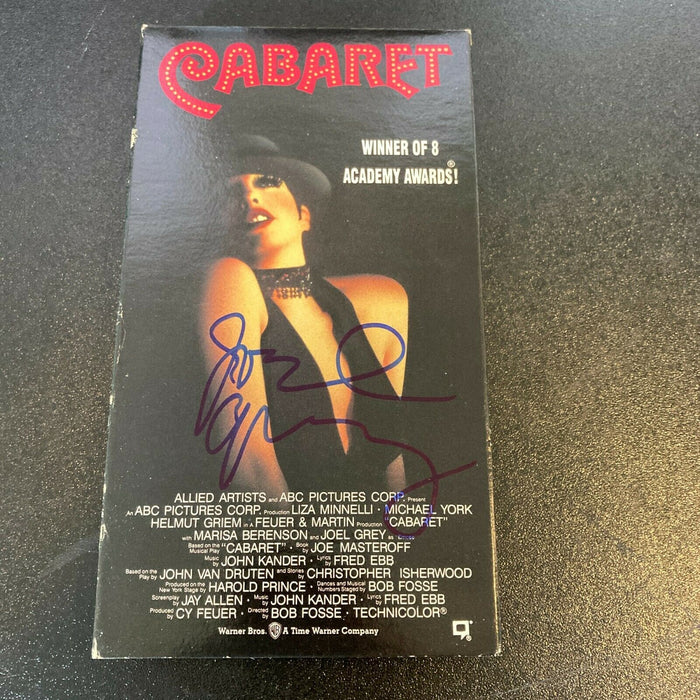 CABARET
WINNER OF 8
ACADEMY AWARDS!®
Joel
Grey
ALLIED ARTISTS and ABC PICTURES CORP. Present
An ABC PICTURES CORP. Production LIZA MINNELLI · MICHAEL YORK
HELMUT GRIEM in A FEUER & MARTIN Production "CABARET"
with MARISA BERENSON and JOEL GREY as
Based on the Musical Play "CABARET" · Book by JOE MASTEROFF
Music by JOHN KANDER · Lyrics by FRED EBB
Based on the Play by JOHN VAN DRUTEN and Stories by CHRISTOPHER ISHERWOOD
Produced on the New York Stage by HAROLD PRINCE · Dances and Musical Numbers Staged by BOB FOSSE
Screenplay by JAY ALLEN · Music by JOHN KANDER · Lyrics by FRED EBB
Produced by CY FEUER · Directed by BOB FOSSE · TECHNICOLOR®
Warner Bros. WB A Time Warner Company